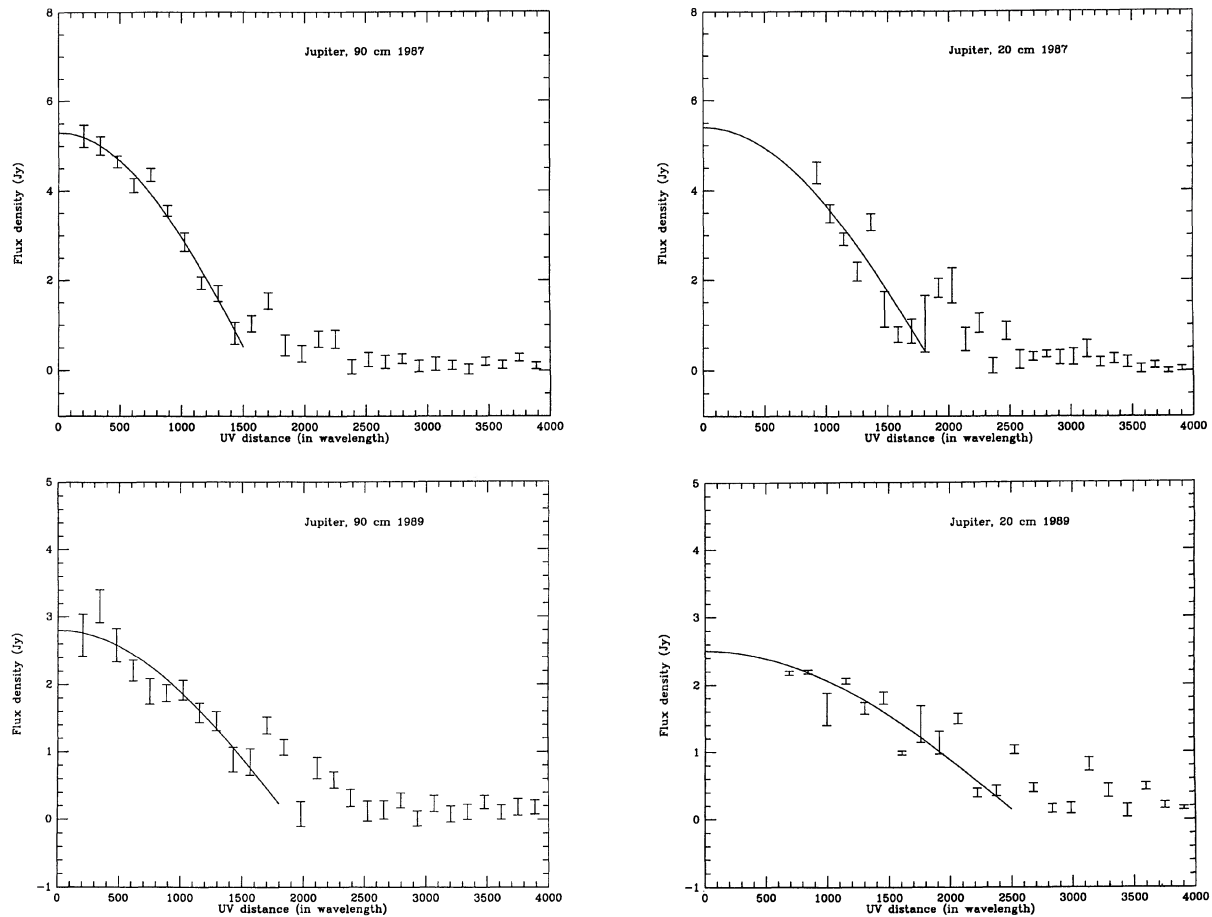 Jupiter, 90 cm 1987
Flux density (Jy)
8
6
4
2
0
0 500 1000 1500 2000 2500 3000 3500 4000
UV distance (in wavelength)
Jupiter, 20 cm 1987
Flux density (Jy)
8
6
4
2
0
0 500 1000 1500 2000 2500 3000 3500 4000
UV distance (in wavelength)
Jupiter, 90 cm 1989
Flux density (Jy)
5
4
3
2
1
0
-1
0 500 1000 1500 2000 2500 3000 3500 4000
UV distance (in wavelength)
Jupiter, 20 cm 1989
Flux density (Jy)
5
4
3
2
1
0
-1
0 500 1000 1500 2000 2500 3000 3500 4000
UV distance (in wavelength)